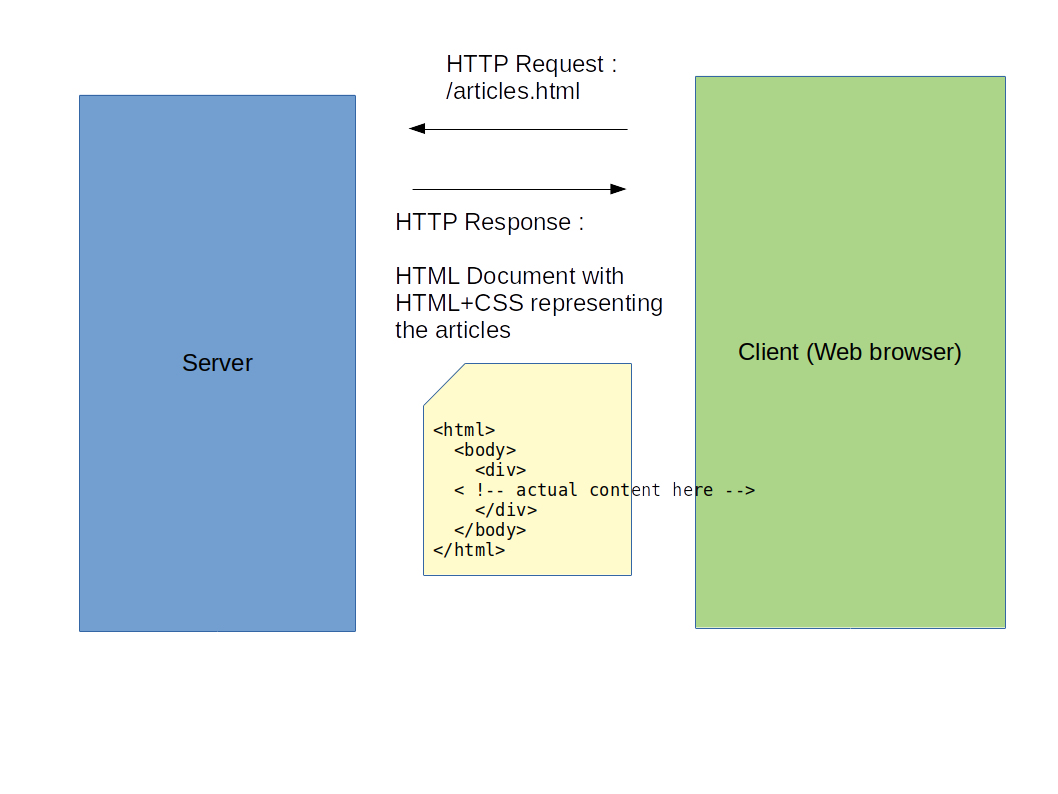 HTTP Request :
/articles.html
HTTP Response :
HTML Document with
HTML+CSS representing
the articles
Server
Client (Web browser)
<html>
  <body>
    <div>
  < !-- actual content here -->
    </div>
  </body>
</html>